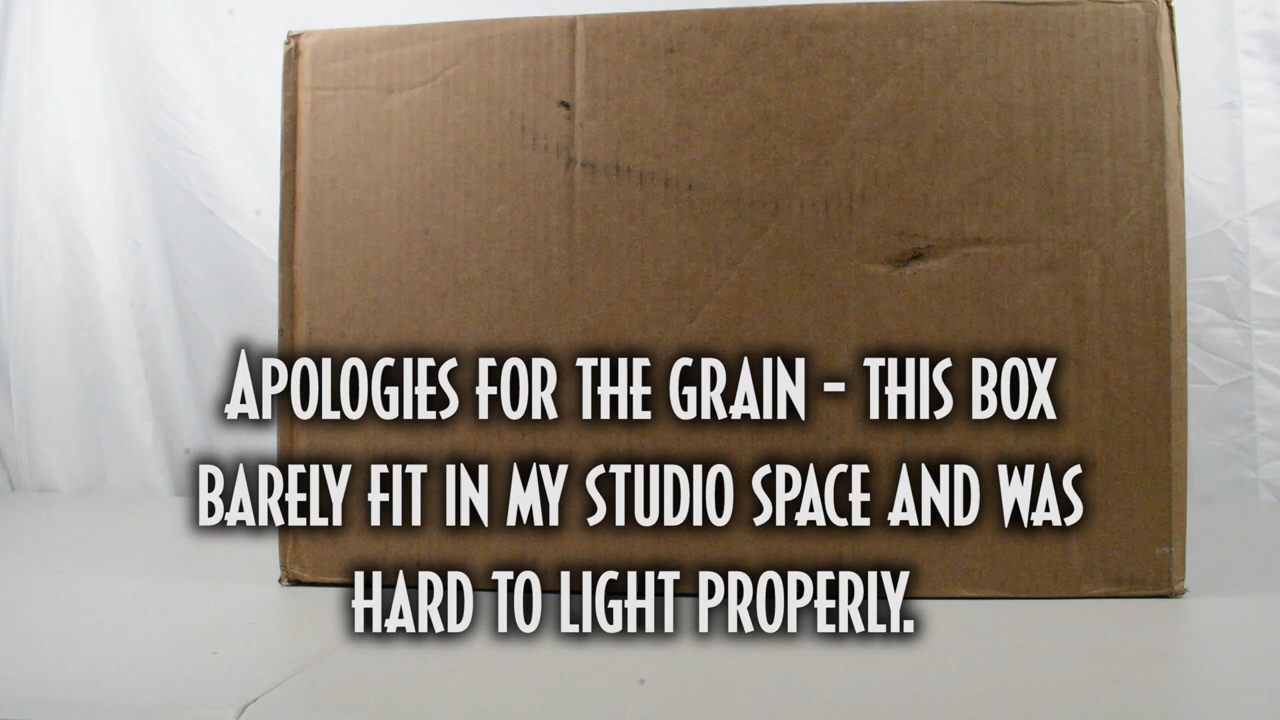 Apologies for the grain - this box
barely fit in my studio space and was
hard to light properly.